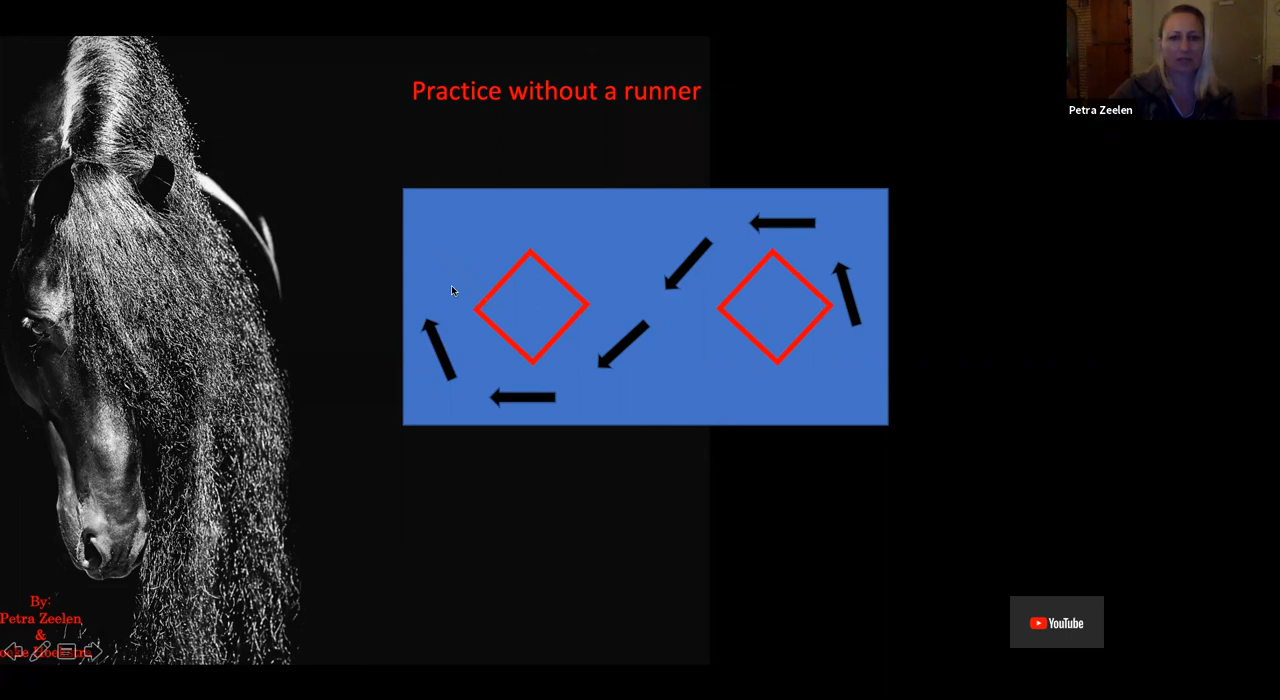 Practice without a runner
Petra Zeelen
By:
Petra Zeelen
&
YouTube